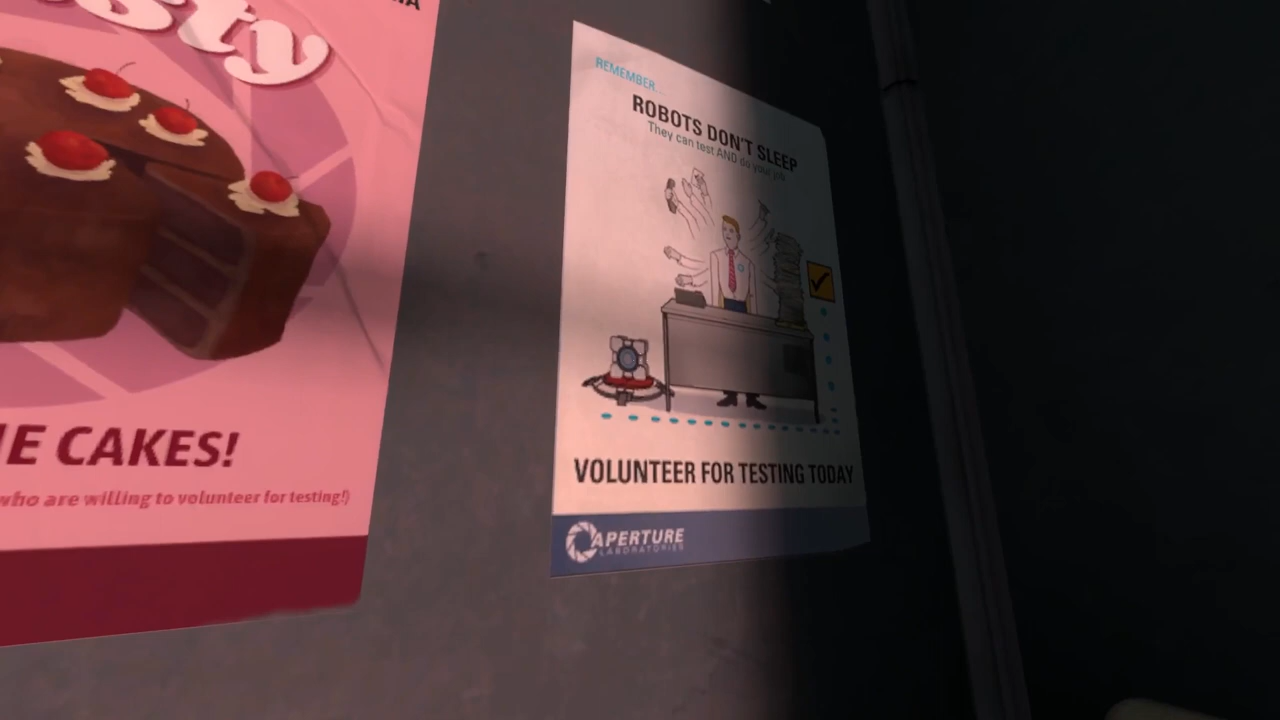 sty
E CAKES!
who are willing to volunteer for testing!)
REMEMBER...
ROBOTS DON'T SLEEP
They can test AND do your job.
VOLUNTEER FOR TESTING TODAY
APERTURE
LABORATORIES